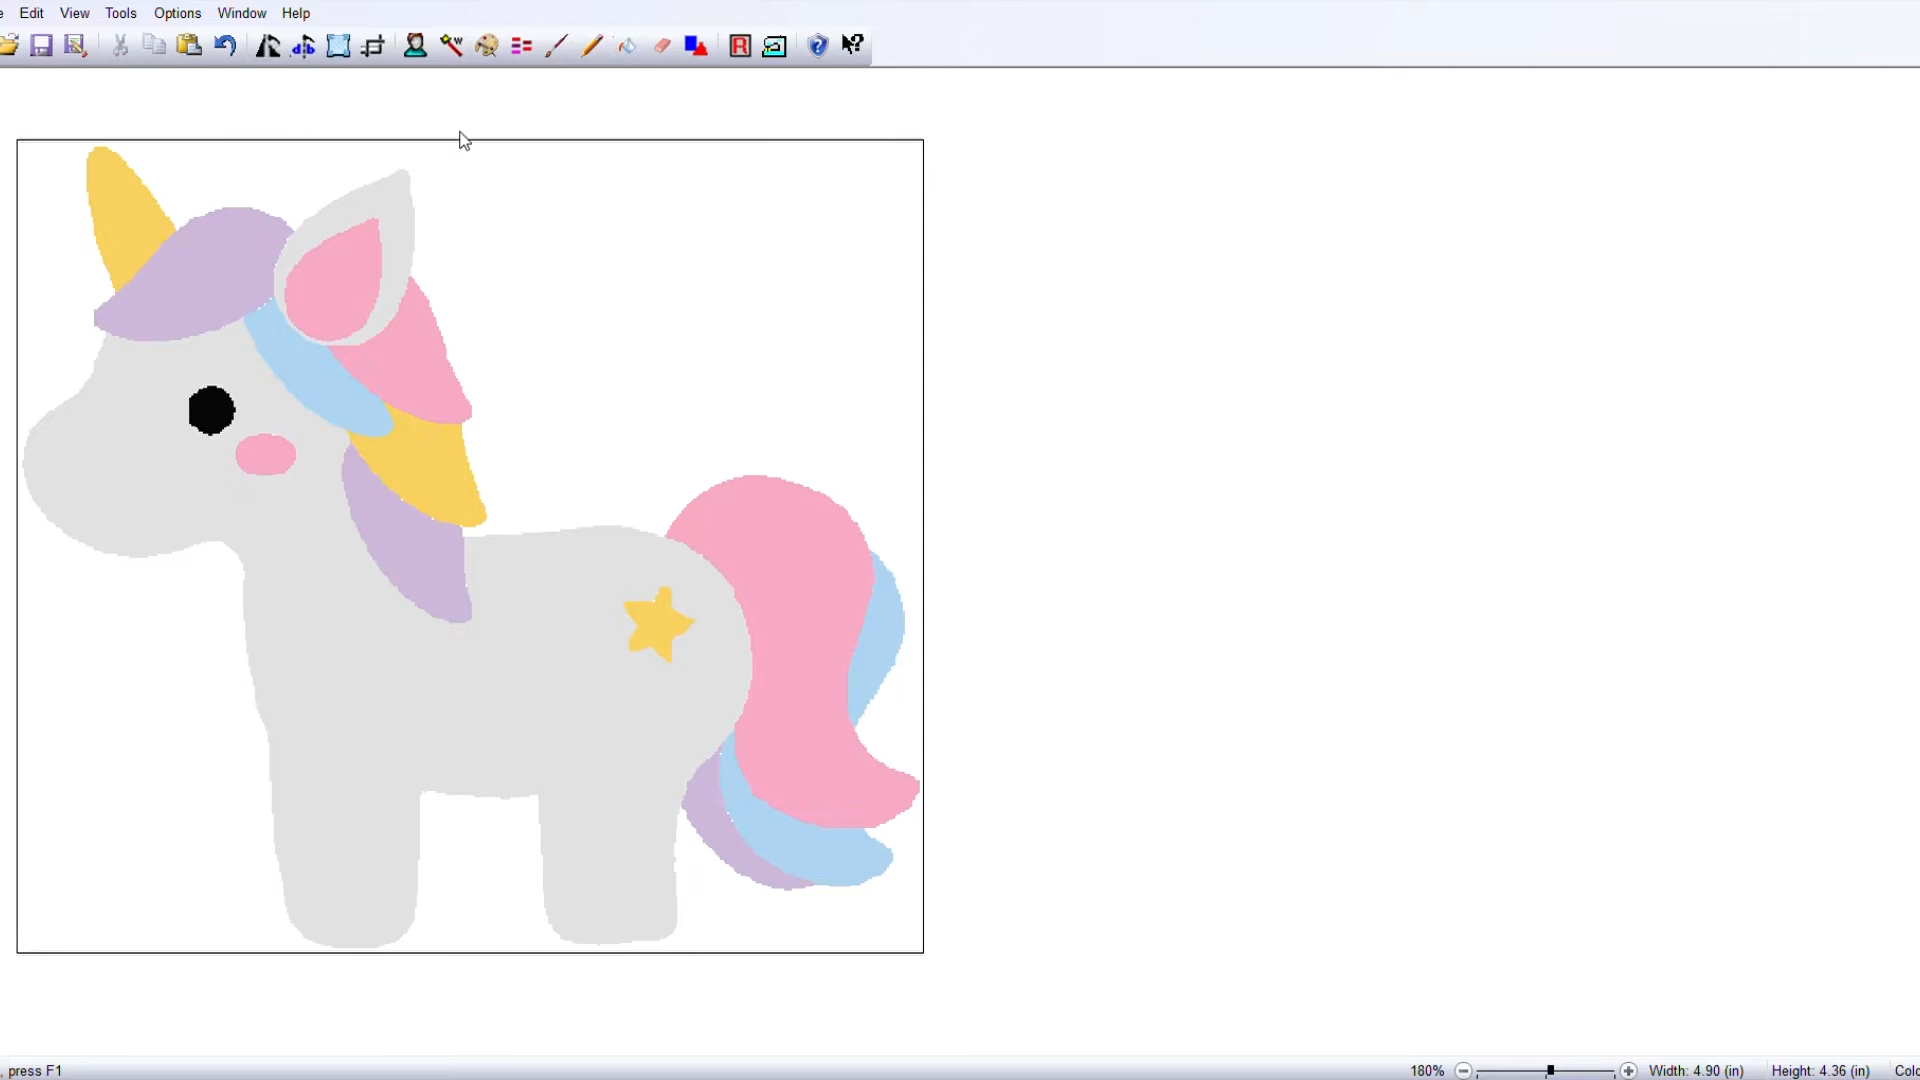 Edit View Tools Options Window Help
, press F1 180% Width: 4.90 (in) Height: 4.36 (in)